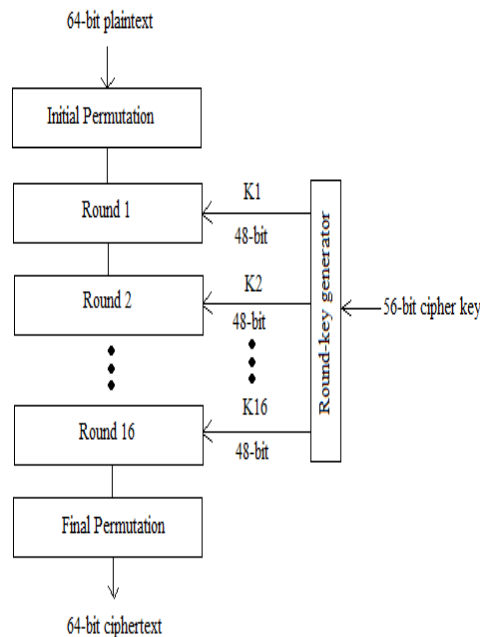 64-bit plaintext
Initial Permutation
Round 1
K1
48-bit
Round 2
K2
48-bit
Round 16
K16
48-bit
Round-key generator
56-bit cipher key
Final Permutation
64-bit ciphertext